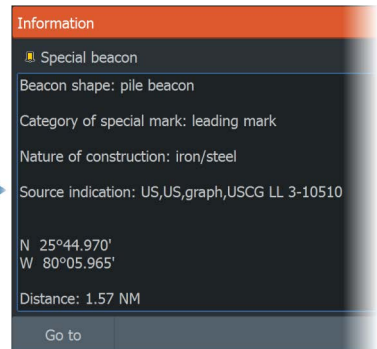 Information
Special beacon
Beacon shape: pile beacon
Category of special mark: leading mark
Nature of construction: iron/steel
Source indication: US,US,graph,USCG LL 3-10510
N 25°44.970'
W 80°05.965'
Distance: 1.57 NM
Go to